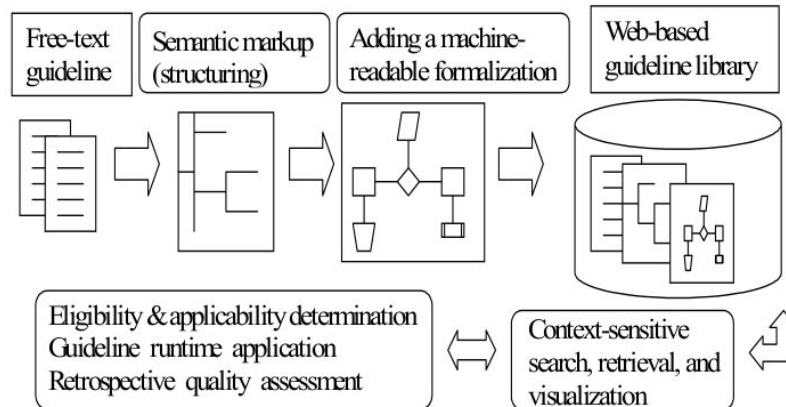 Free-text
guideline
Semantic markup
(structuring)
Adding a machine-
readable formalization
Web-based
guideline library
Eligibility & applicability determination
Guideline runtime application
Retrospective quality assessment
Context-sensitive
search, retrieval, and
visualization